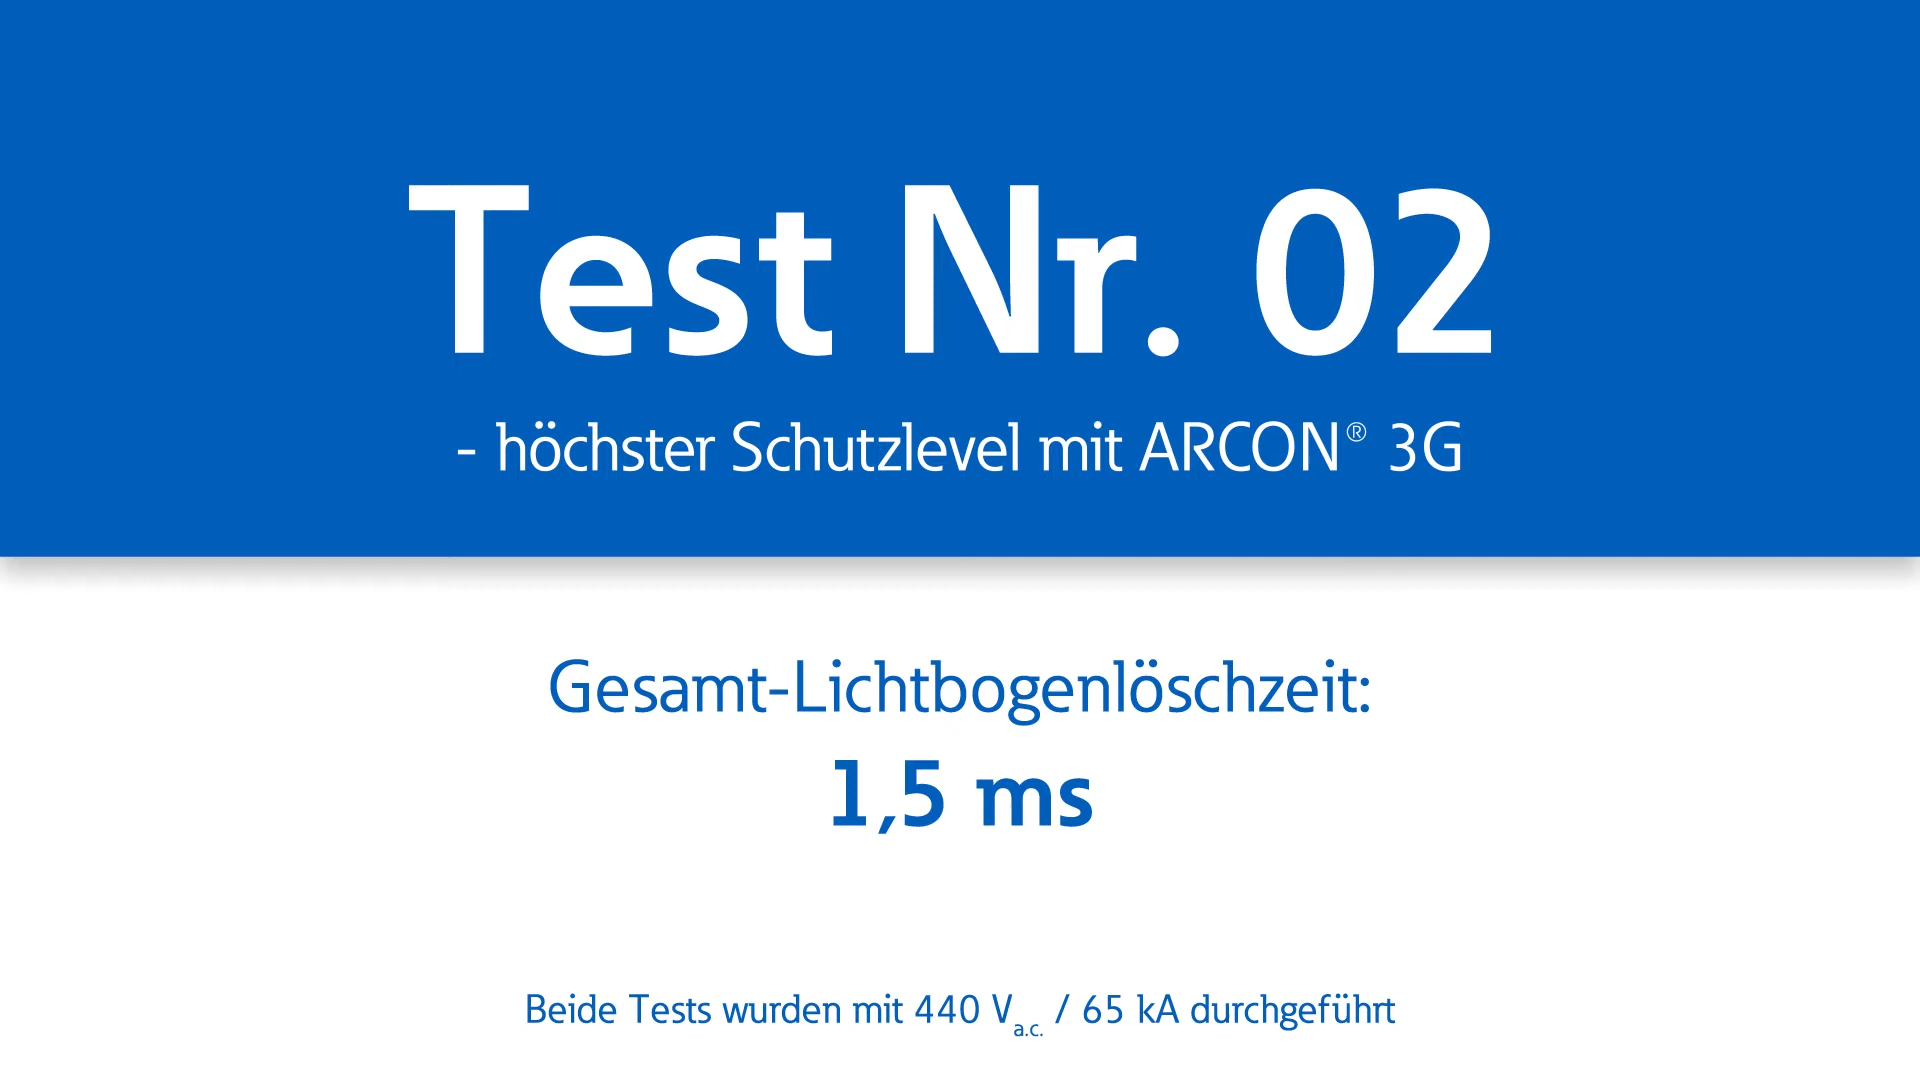 Test Nr. 02
- höchster Schutzlevel mit ARCON® 3G
Gesamt-Lichtbogenlöschzeit:
1,5 ms
Beide Tests wurden mit 440 Va.c. / 65 kA durchgeführt